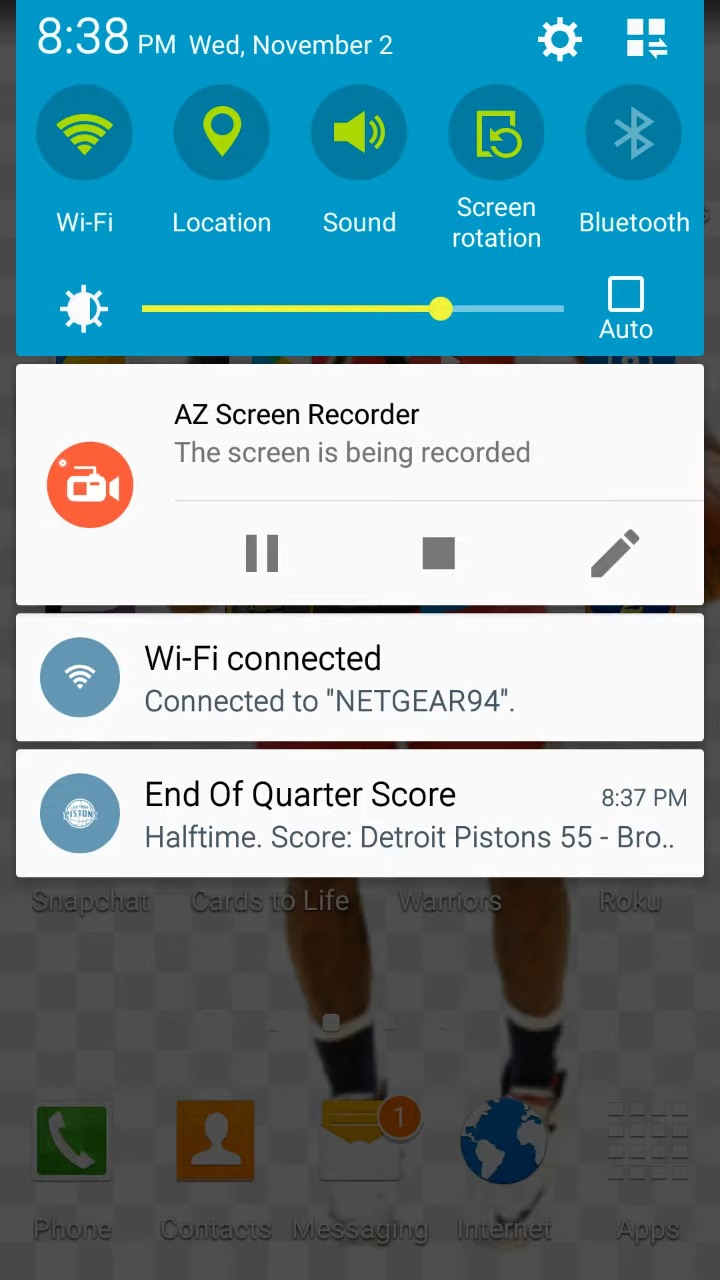 8:38 PM Wed, November 2
Wi-Fi Location Sound Screen rotation Bluetooth
Auto
AZ Screen Recorder
The screen is being recorded
Wi-Fi connected
Connected to "NETGEAR94".
End Of Quarter Score 8:37 PM
PISTONS
Halftime. Score: Detroit Pistons 55 - Bro..
Snapchat Cards to Life Warriors Roku
1
Phone Contacts Messaging Internet Apps